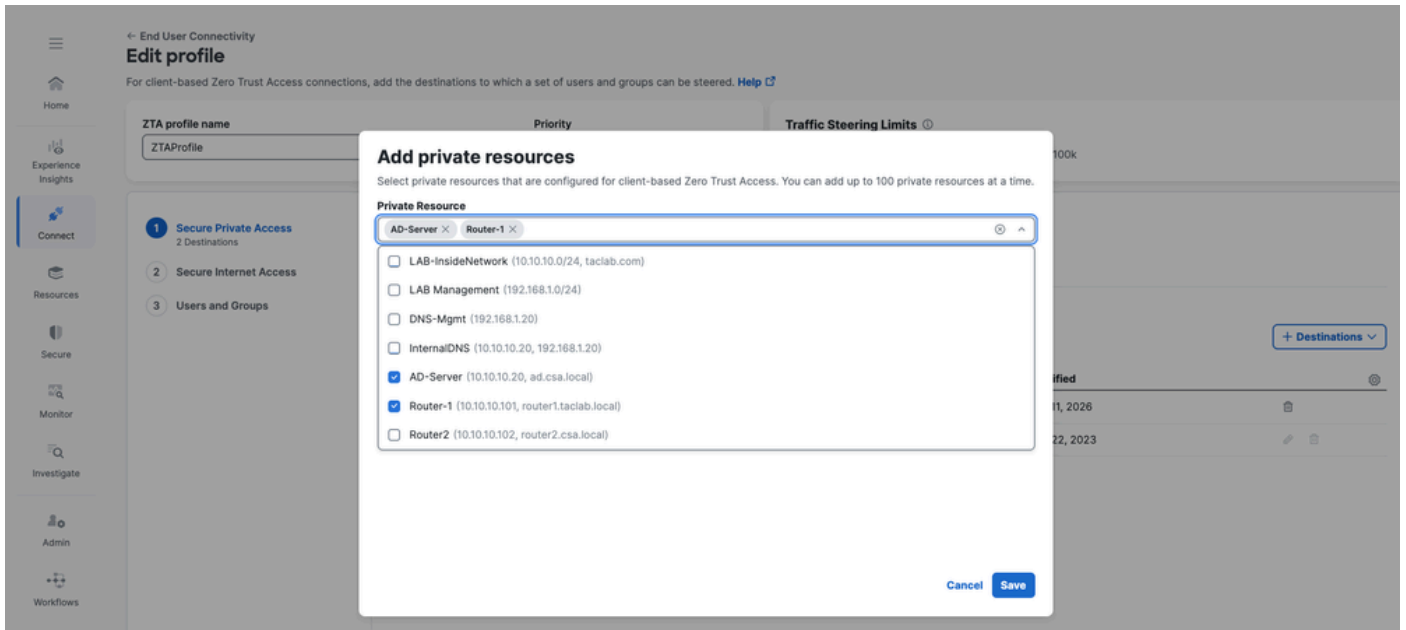 ← End User Connectivity
Edit profile
For client-based Zero Trust Access connections, add the destinations to which a set of users and groups can be steered. Help
Home
Experience
Insights
Connect
Resources
Secure
Monitor
Investigate
Admin
Workflows
ZTA profile name
ZTAProfile
Priority
Traffic Steering Limits
100k
1 Secure Private Access
2 Destinations
2 Secure Internet Access
3 Users and Groups
+ Destinations
ified
11, 2026
22, 2023
Add private resources
Select private resources that are configured for client-based Zero Trust Access. You can add up to 100 private resources at a time.
Private Resource
AD-Server × Router-1 ×
LAB-InsideNetwork (10.10.10.0/24, taclab.com)
LAB Management (192.168.1.0/24)
DNS-Mgmt (192.168.1.20)
InternalDNS (10.10.10.20, 192.168.1.20)
AD-Server (10.10.10.20, ad.csa.local)
Router-1 (10.10.10.101, router1.taclab.local)
Router2 (10.10.10.102, router2.csa.local)
Cancel Save